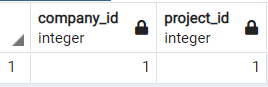 company_id project_id
integer integer
1 1 1